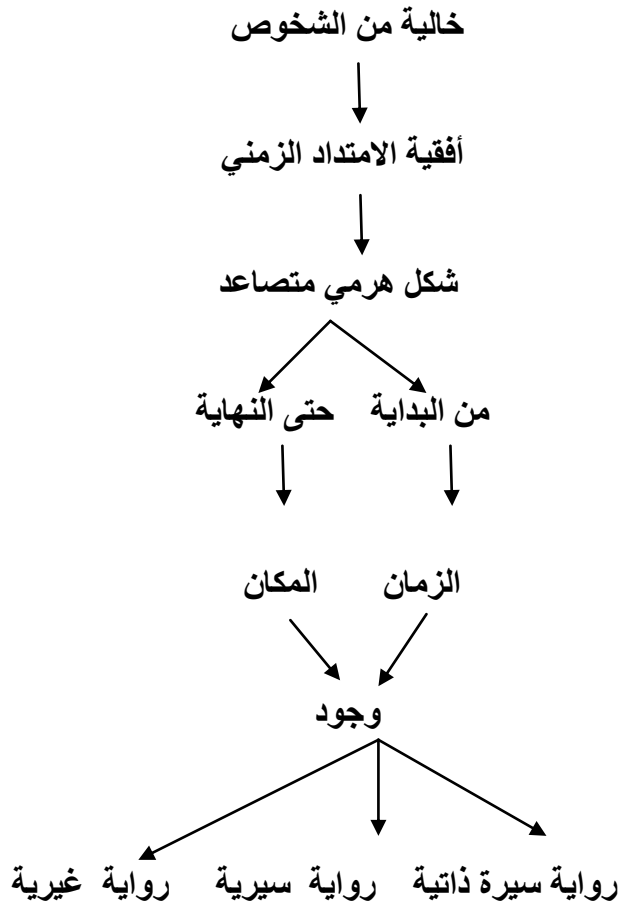 خالية من الشخوص
أفقية الامتداد الزمني
شكل هرمي متصاعد
من البداية حتى النهاية
الزمان المكان
وجود
رواية سيرة ذاتية رواية سيرية رواية غيرية